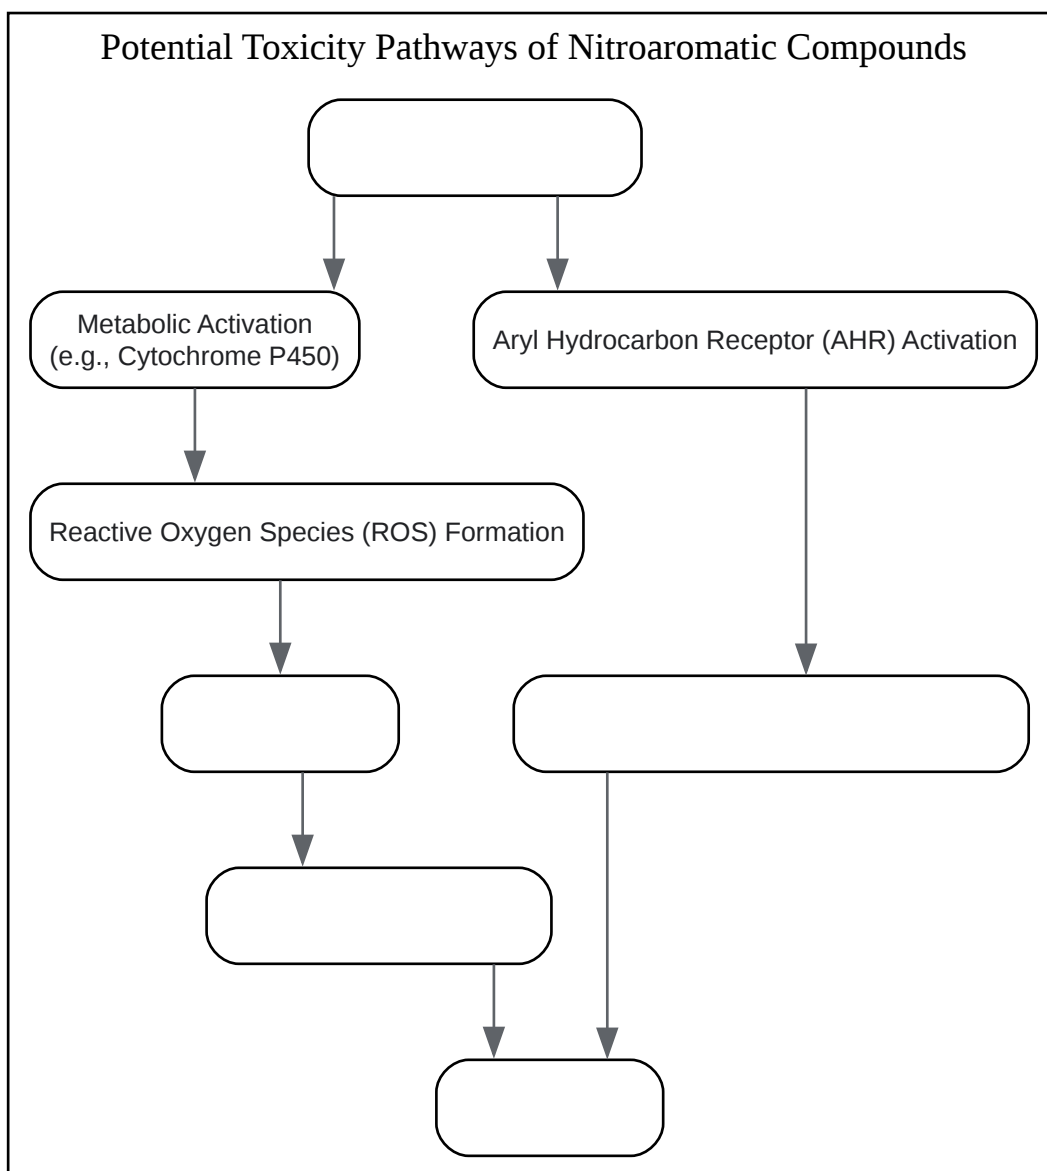 Potential Toxicity Pathways of Nitroaromatic Compounds
Metabolic Activation
(e.g., Cytochrome P450)
Aryl Hydrocarbon Receptor (AHR) Activation
Reactive Oxygen Species (ROS) Formation